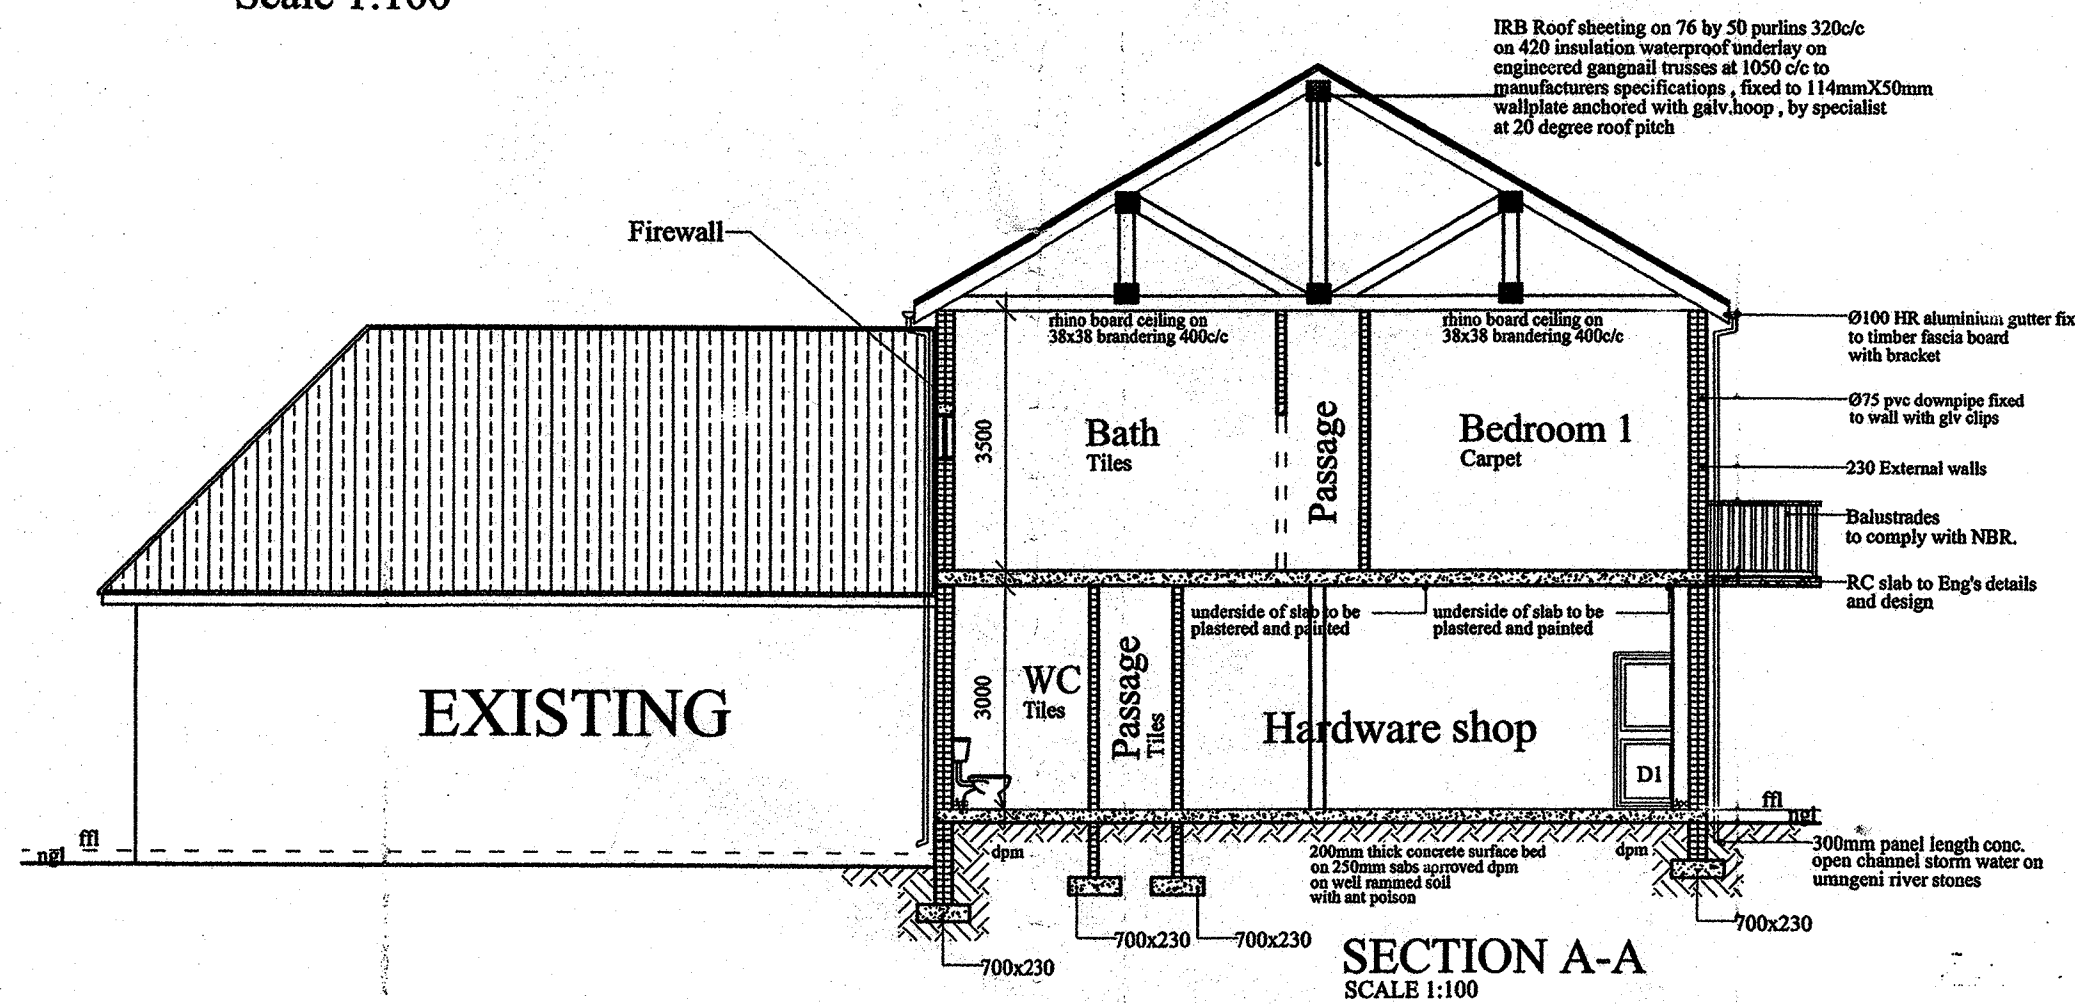 Scale 1:100
IRB Roof sheeting on 76 by 50 purlins 320c/c
on 420 insulation waterproof underlay on
engineered gangnail trusses at 1050 c/c to
manufacturers specifications , fixed to 114mmX50mm
wallplate anchored with galv.hoop , by specialist
at 20 degree roof pitch
Firewall
rhino board ceiling on
38x38 brandering 400c/c
rhino board ceiling on
38x38 brandering 400c/c
Ø100 HR aluminium gutter fix
to timber fascia board
with bracket
Ø75 pvc downpipe fixed
to wall with glv clips
230 External walls
Balustrades
to comply with NBR.
RC slab to Eng's details
and design
3500
Bath
Tiles
Passage
Bedroom 1
Carpet
underside of slab to be
plastered and painted
underside of slab to be
plastered and painted
EXISTING
3000
WC
Tiles
Passage
Tiles
Hardware shop
D1
dpc
dpc
ffl
ngl
ffl
ngl
dpm
dpm
200mm thick concrete surface bed
on 250mm sabs aprroved dpm
on well rammed soil
with ant poison
300mm panel length conc.
open channel storm water on
umngeni river stones
700x230
700x230
700x230
700x230
SECTION A-A
SCALE 1:100